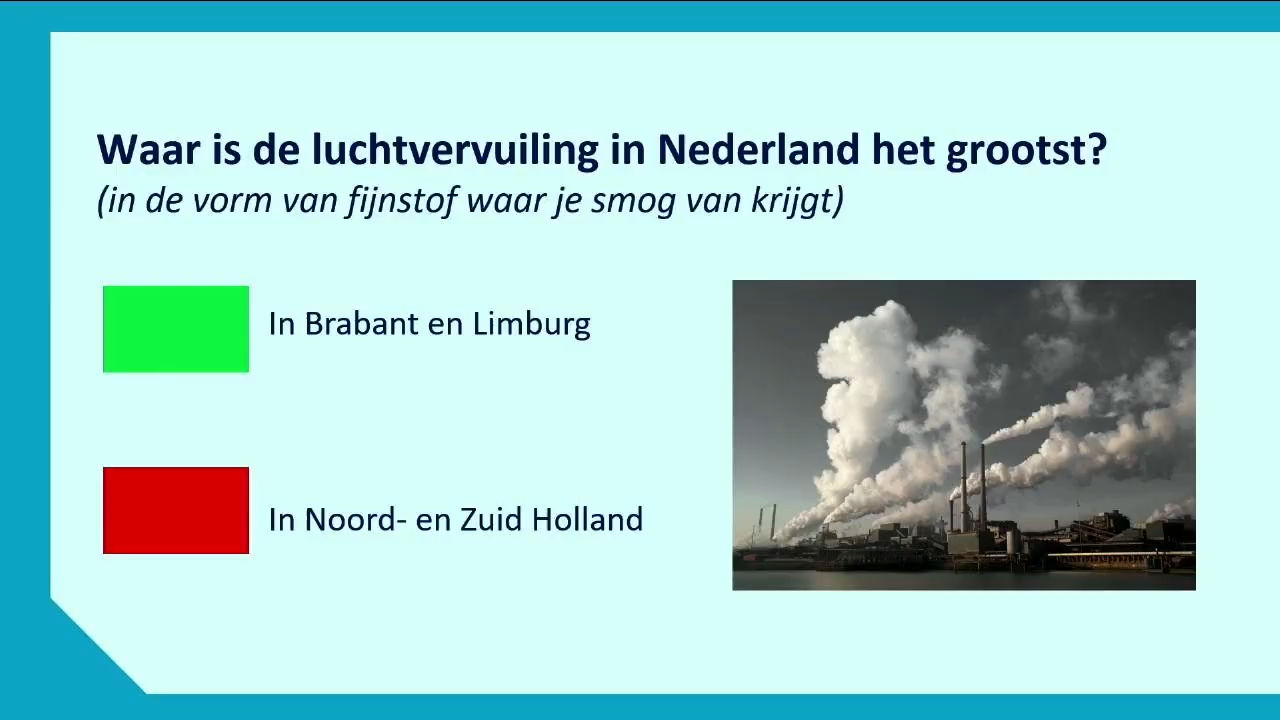 Waar is de luchtvervuiling in Nederland het grootst?
(in de vorm van fijnstof waar je smog van krijgt)
In Brabant en Limburg
In Noord- en Zuid Holland